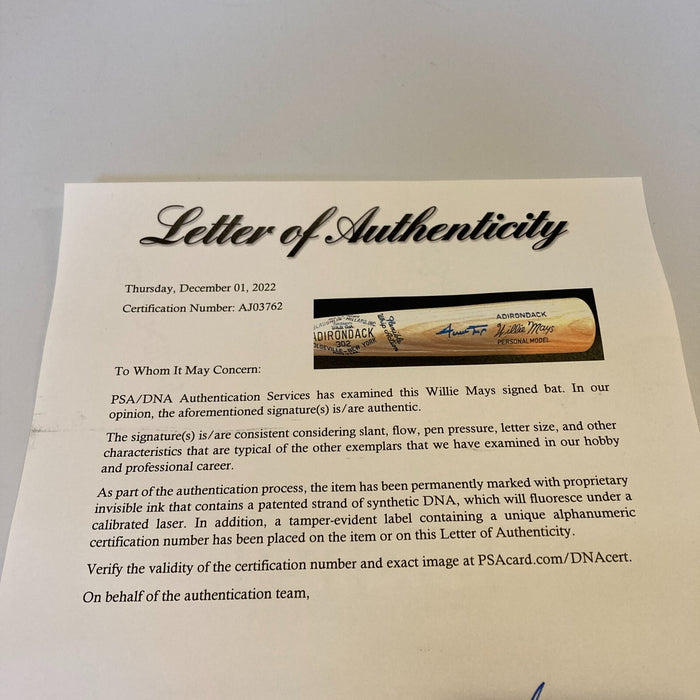 Letter of Authenticity
Thursday, December 01, 2022
Certification Number: AJ03762
ADIRONDACK
302
ADIRONDACK
Willie Mays
PERSONAL MODEL
To Whom It May Concern:
PSA/DNA Authentication Services has examined this Willie Mays signed bat. In our
opinion, the aforementioned signature(s) is/are authentic.
The signature(s) is/are consistent considering slant, flow, pen pressure, letter size, and other
characteristics that are typical of the other exemplars that we have examined in our hobby
and professional career.
As part of the authentication process, the item has been permanently marked with proprietary
invisible ink that contains a patented strand of synthetic DNA, which will fluoresce under a
calibrated laser. In addition, a tamper-evident label containing a unique alphanumeric
certification number has been placed on the item or on this Letter of Authenticity.
Verify the validity of the certification number and exact image at PSAcard.com/DNAcert.
On behalf of the authentication team,